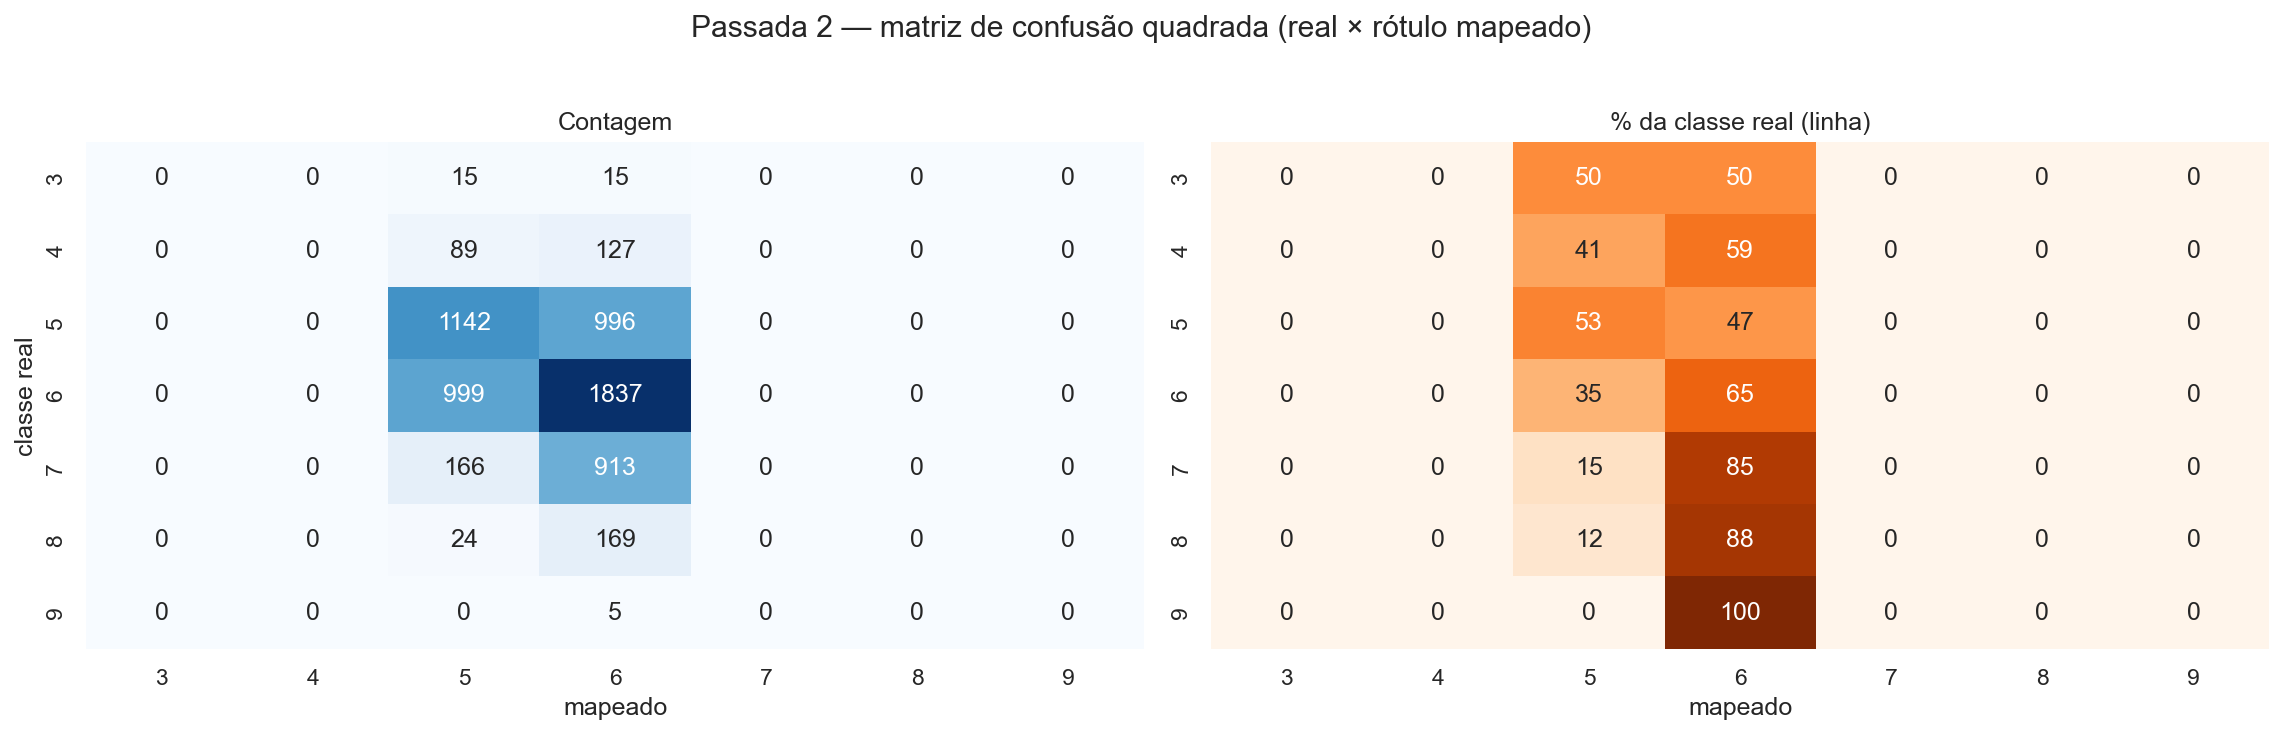 Passada 2 — matriz de confusão quadrada (real × rótulo mapeado)
Contagem
% da classe real (linha)
classe real
3 0 0 15 15 0 0 0
4 0 0 89 127 0 0 0
5 0 0 1142 996 0 0 0
6 0 0 999 1837 0 0 0
7 0 0 166 913 0 0 0
8 0 0 24 169 0 0 0
9 0 0 0 5 0 0 0
3 4 5 6 7 8 9
mapeado
3 0 0 50 50 0 0 0
4 0 0 41 59 0 0 0
5 0 0 53 47 0 0 0
6 0 0 35 65 0 0 0
7 0 0 15 85 0 0 0
8 0 0 12 88 0 0 0
9 0 0 0 100 0 0 0
3 4 5 6 7 8 9
mapeado